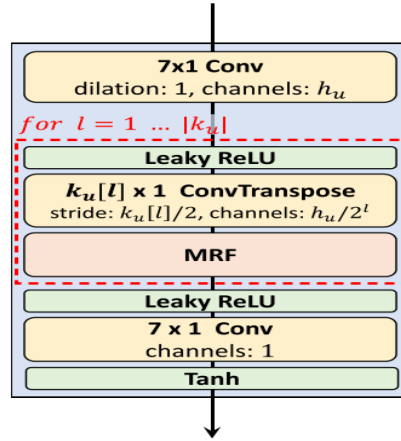 7x1 Conv
dilation: 1, channels: h_u
for l = 1 ... |k_u|
Leaky ReLU
k_u[l] x 1 ConvTranspose
stride: k_u[l]/2, channels: h_u/2^l
MRF
Leaky ReLU
7 x 1 Conv
channels: 1
Tanh